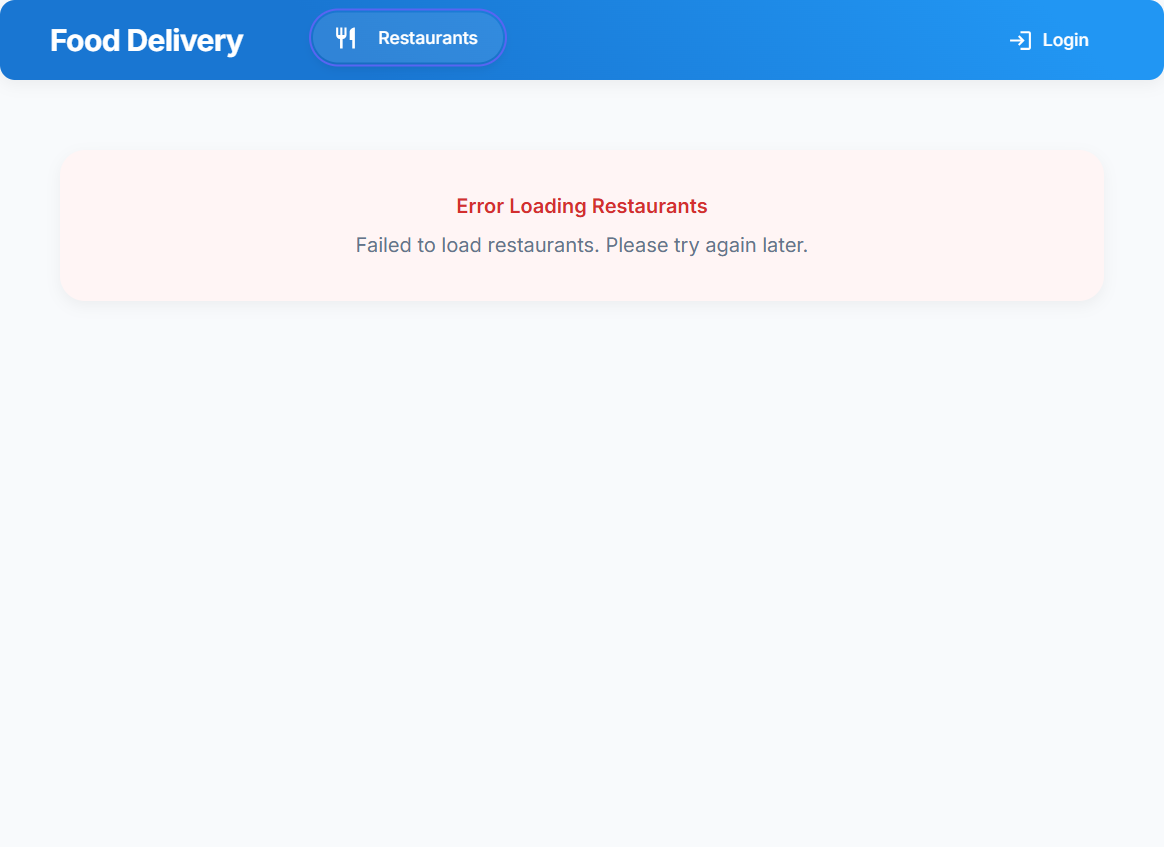 Food Delivery
Restaurants
Login
Error Loading Restaurants
Failed to load restaurants. Please try again later.